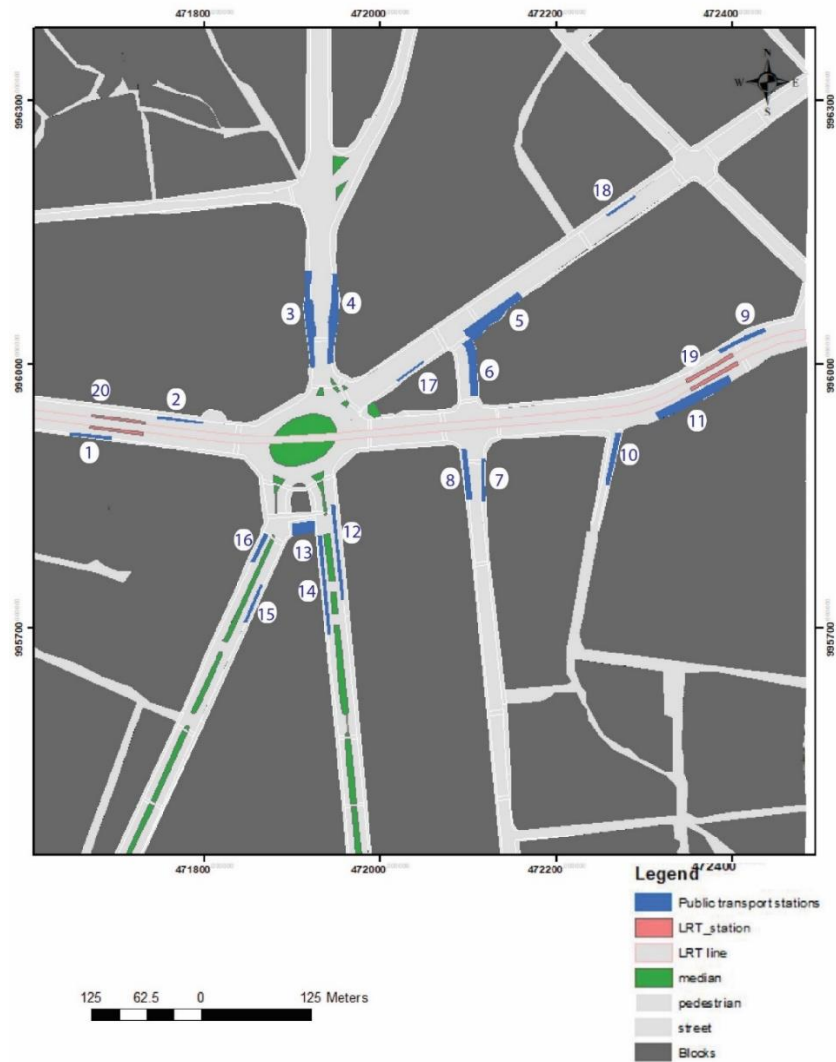 471800 472000 472200 472400
996300 996300
N
W E
S
18
3 4
5
9
996000 6 19 996000
17
20 2
11
1
10
8 7
16 12
13
14
15
995700 995700
471800 472000 472200 472400
Legend
Public transport stations
LRT_station
LRT line
median
pedestrian
street
Blocks
125 62.5 0 125 Meters